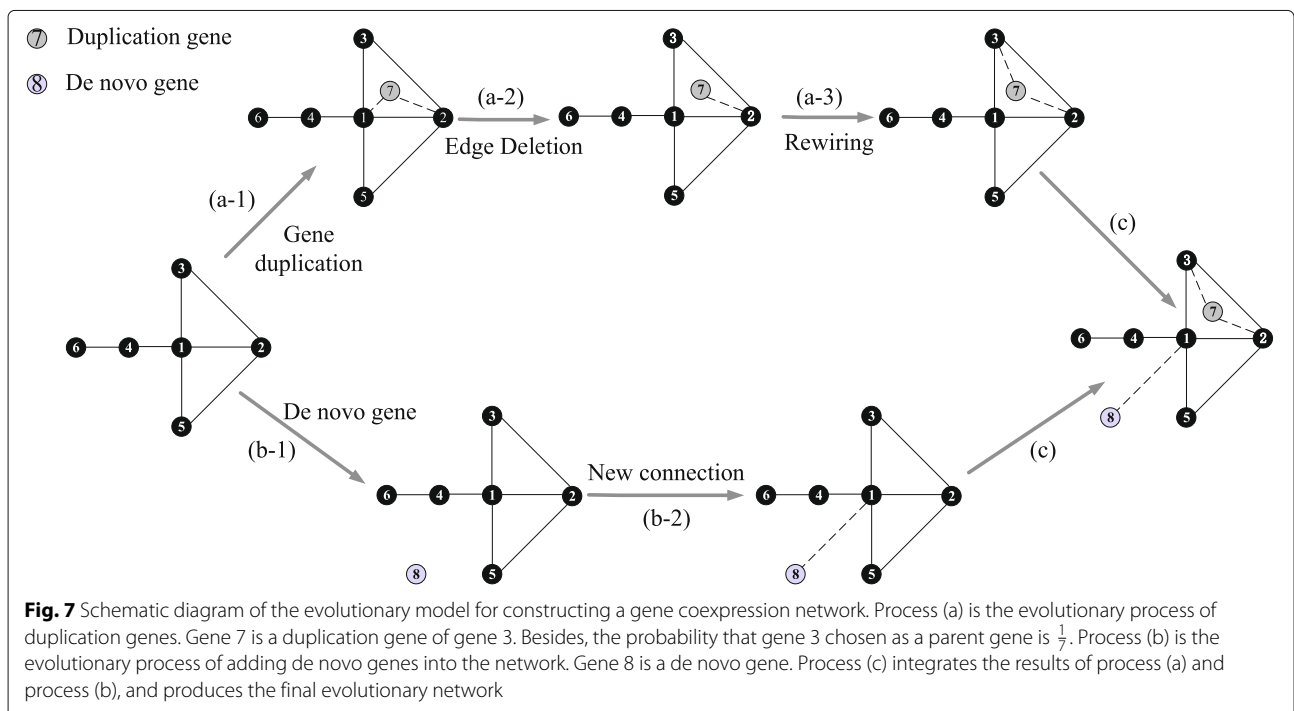 7 Duplication gene
8 De novo gene
3
7
6 4 1 2
5
(a-2)
Edge Deletion
3
7
6 4 1 2
5
(a-3)
Rewiring
3
7
6 4 1 2
5
(a-1)
Gene
duplication
(c)
3
6 4 1 2
5
De novo gene
(b-1)
3
6 4 1 2
5
8
New connection
(b-2)
3
6 4 1 2
5
8
(c)
3
7
6 4 1 2
8 5
Fig. 7 Schematic diagram of the evolutionary model for constructing a gene coexpression network. Process (a) is the evolutionary process of
duplication genes. Gene 7 is a duplication gene of gene 3. Besides, the probability that gene 3 chosen as a parent gene is 1/7. Process (b) is the
evolutionary process of adding de novo genes into the network. Gene 8 is a de novo gene. Process (c) integrates the results of process (a) and
process (b), and produces the final evolutionary network